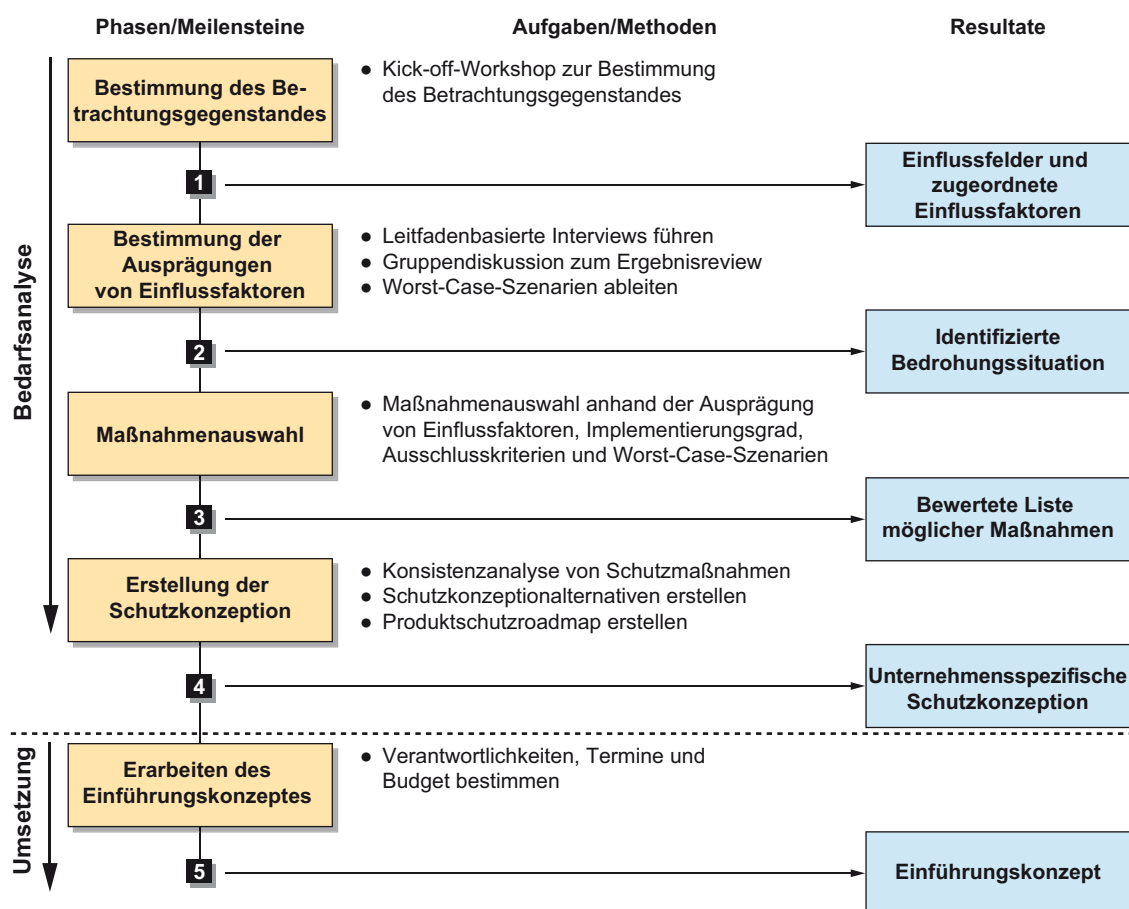 Phasen/Meilensteine
Aufgaben/Methoden
Resultate
Bedarfsanalyse
Bestimmung des Be-
trachtungsgegenstandes
● Kick-off-Workshop zur Bestimmung
des Betrachtungsgegenstandes
1
Einflussfelder und
zugeordnete
Einflussfaktoren
Bestimmung der
Ausprägungen
von Einflussfaktoren
● Leitfadenbasierte Interviews führen
● Gruppendiskussion zum Ergebnisreview
● Worst-Case-Szenarien ableiten
2
Identifizierte
Bedrohungssituation
Maßnahmenauswahl
● Maßnahmenauswahl anhand der Ausprägung
von Einflussfaktoren, Implementierungsgrad,
Ausschlusskriterien und Worst-Case-Szenarien
3
Bewertete Liste
möglicher Maßnahmen
Erstellung der
Schutzkonzeption
● Konsistenzanalyse von Schutzmaßnahmen
● Schutzkonzeptionalternativen erstellen
● Produktschutzroadmap erstellen
4
Unternehmensspezifische
Schutzkonzeption
Umsetzung
Erarbeiten des
Einführungskonzeptes
● Verantwortlichkeiten, Termine und
Budget bestimmen
5
Einführungskonzept